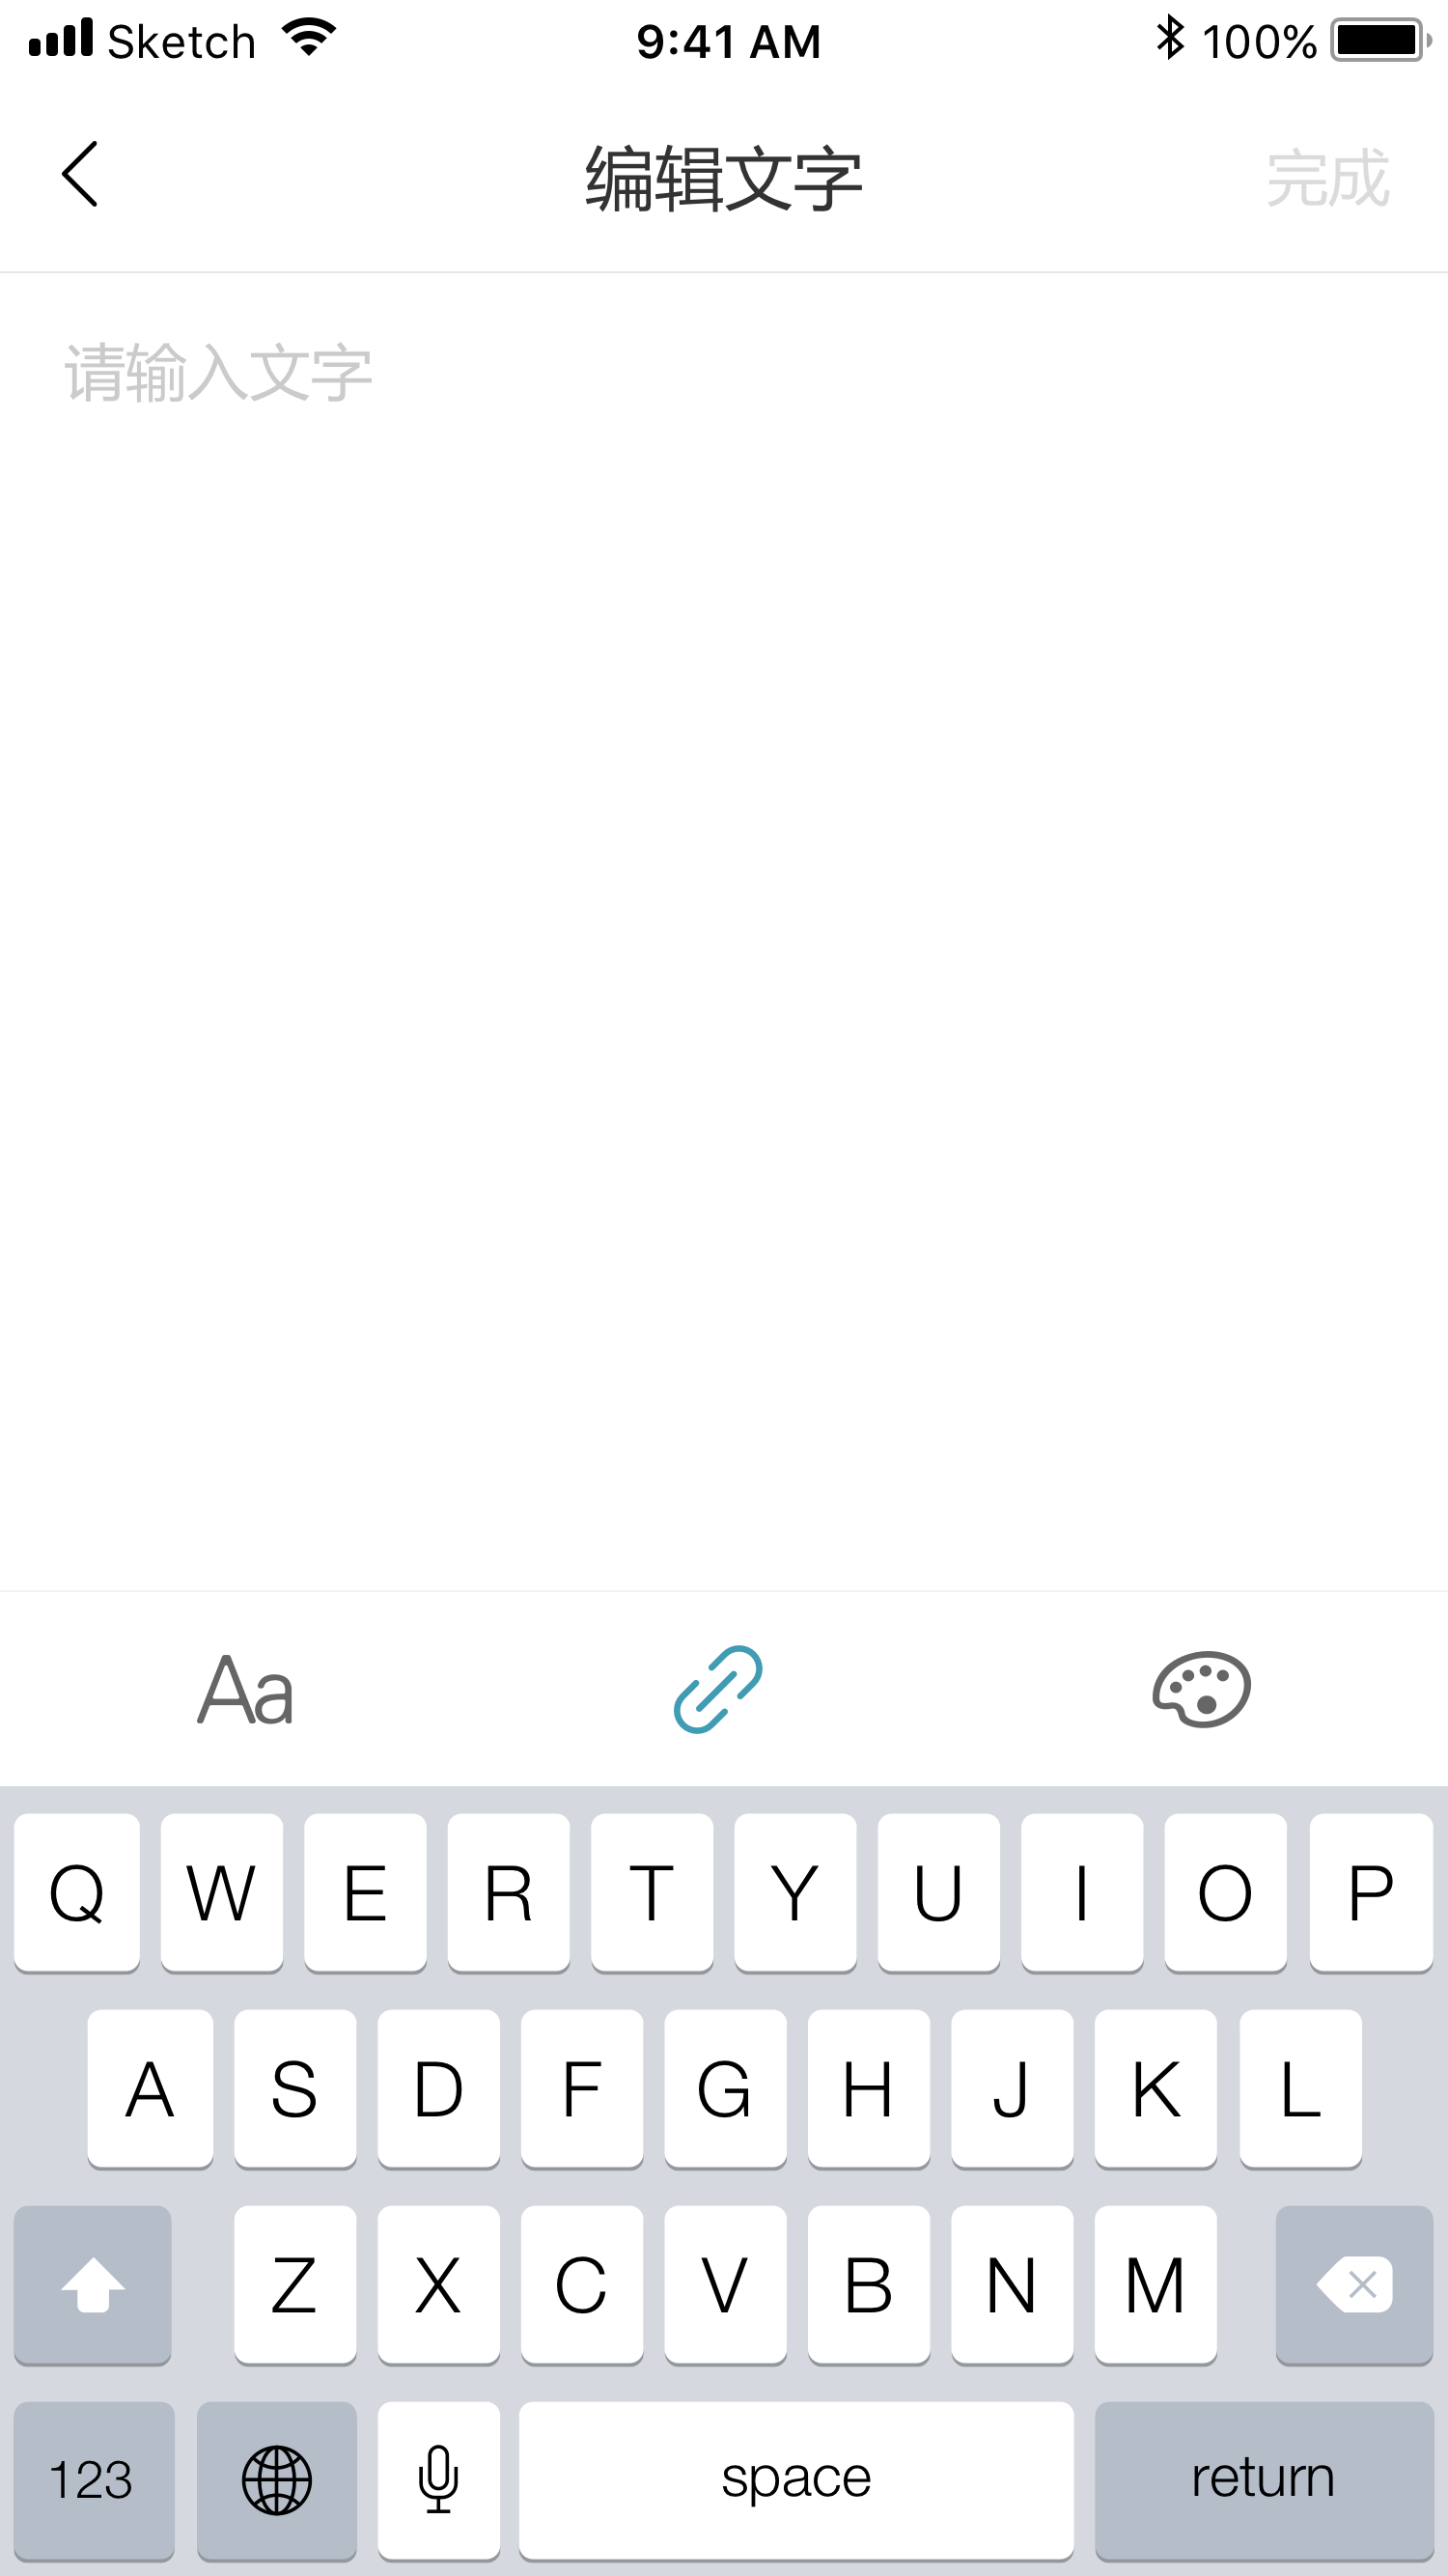 Sketch 9:41 AM 100%
编辑文字 完成
请输入文字
Aa
Q W E R T Y U I O P
A S D F G H J K L
Z X C V B N M
123 space return